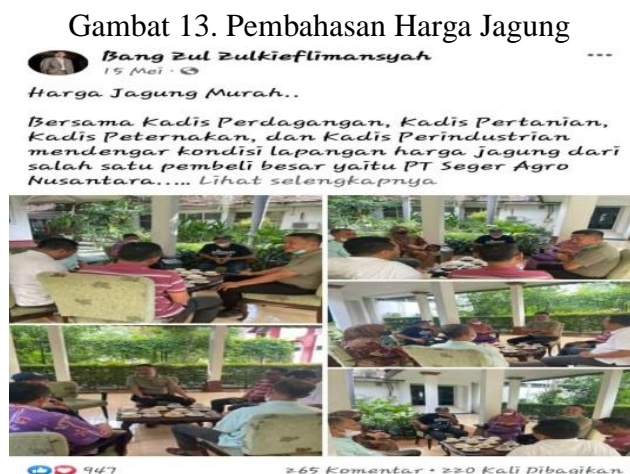 Gambat 13. Pembahasan Harga Jagung
Bang Zul Zulkieflimansyah
15 Mei ·
Harga Jagung Murah..
Bersama Kadis Perdagangan, Kadis Pertanian,
Kadis Peternakan, dan Kadis Perindustrian
mendengar kondisi lapangan harga jagung dari
salah satu pembeli besar yaitu PT Seger Agro
Nusantara..... Lihat selengkapnya
947
265 Komentar • 220 Kali Dibagikan